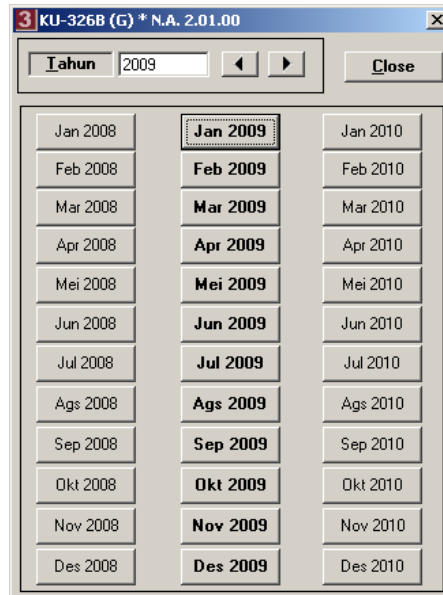 3 KU-326B (G) * N.A. 2.01.00
Tahun 2009 Close
Jan 2008 Jan 2009 Jan 2010
Feb 2008 Feb 2009 Feb 2010
Mar 2008 Mar 2009 Mar 2010
Apr 2008 Apr 2009 Apr 2010
Mei 2008 Mei 2009 Mei 2010
Jun 2008 Jun 2009 Jun 2010
Jul 2008 Jul 2009 Jul 2010
Ags 2008 Ags 2009 Ags 2010
Sep 2008 Sep 2009 Sep 2010
Okt 2008 Okt 2009 Okt 2010
Nov 2008 Nov 2009 Nov 2010
Des 2008 Des 2009 Des 2010